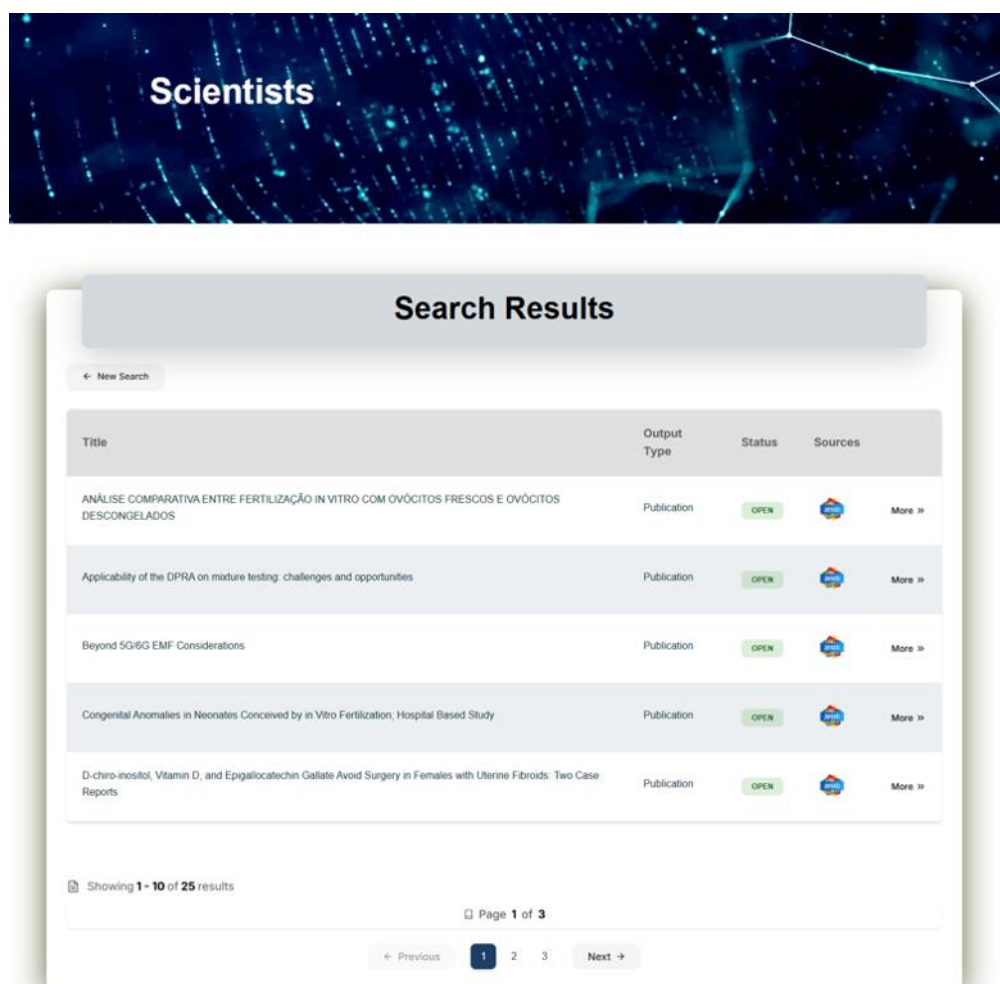 Scientists
Search Results
← New Search
Title
Output
Type
Status
Sources
ANÁLISE COMPARATIVA ENTRE FERTILIZAÇÃO IN VITRO COM OVÓCITOS FRESCOS E OVÓCITOS
DESCONGELADOS
Publication
OPEN
More »
Applicability of the DPRA on mixture testing: challenges and opportunities
Publication
OPEN
More »
Beyond 5G/6G EMF Considerations
Publication
OPEN
More »
Congenital Anomalies in Neonates Conceived by in Vitro Fertilization; Hospital Based Study
Publication
OPEN
More »
D-chiro-inositol, Vitamin D, and Epigallocatechin Gallate Avoid Surgery in Females with Uterine Fibroids: Two Case
Reports
Publication
OPEN
More »
Showing 1 - 10 of 25 results
Page 1 of 3
← Previous 1 2 3 Next →